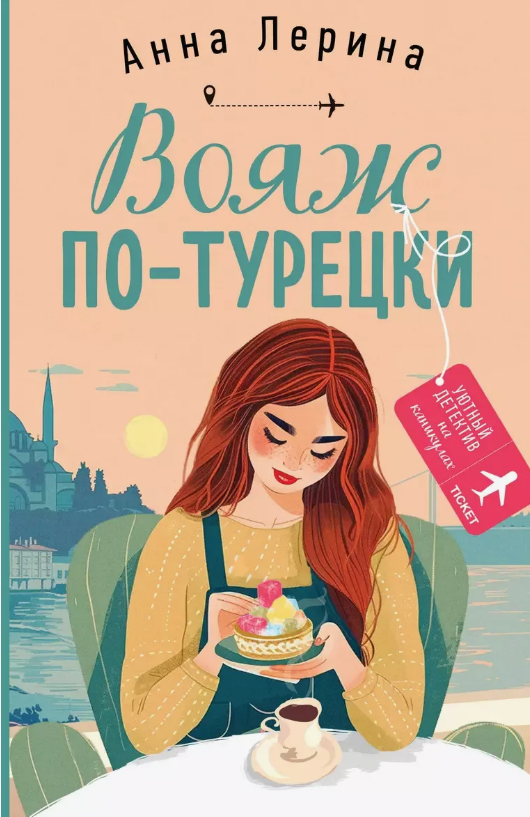 Анна Лерина
Вояж
ПО-ТУРЕЦКИ
УЮТНЫЙ
ДЕТЕКТИВ
на
каникулах
TICKET